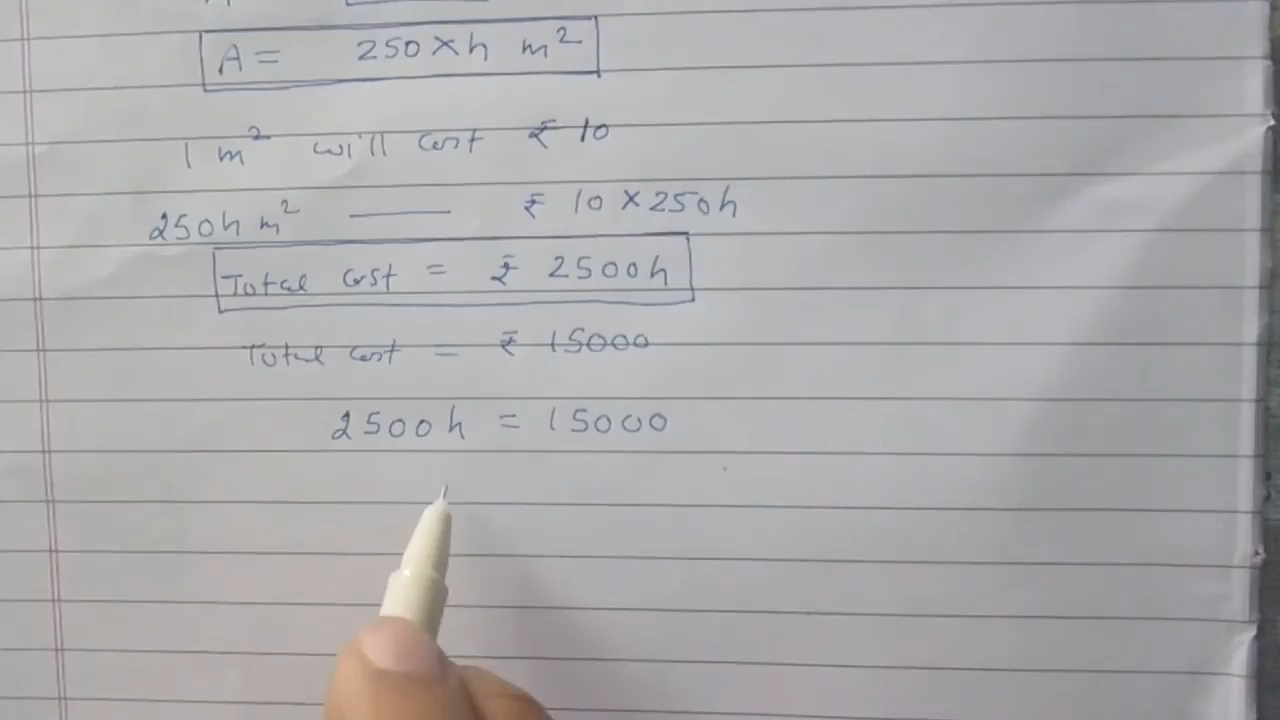 A = 250 × h m²
1 m² will cost ₹ 10
250h m² —— ₹ 10 × 250h
Total cost = ₹ 2500h
Total cost = ₹ 15000
2500h = 15000